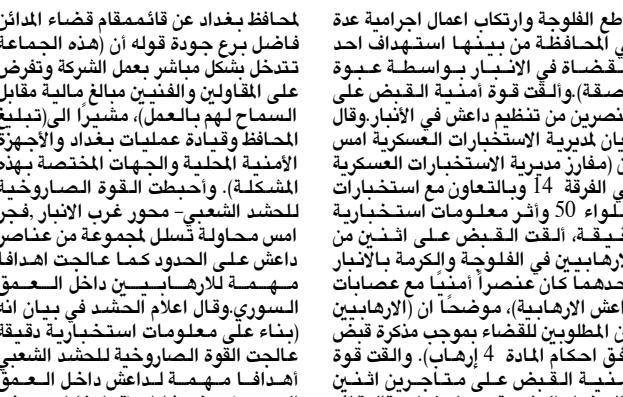 قاطع الفلوجة وارتكاب اعمال اجرامية عدة
في المحافظة من بينها استهداف احد
القضاة في الانبار بواسطة عبوة
لاصقة).وألقت قوة أمنية القبض على
عنصرين من تنظيم داعش في الأنبار.وقال
بيان لمديرية الاستخبارات العسكرية امس
ان (مفارز مديرية الاستخبارات العسكرية
في الفرقة 14 وبالتعاون مع استخبارات
اللواء 50 وأثر معلومات استخبارية
دقيقة، ألقت القبض على اثنين من
الارهابيين في الفلوجة والكرمة بالانبار
احدهما كان عنصراً أمنيًا مع عصابات
داعش الارهابية)، موضحًا ان (الارهابيين
من المطلوبين للقضاء بموجب مذكرة قبض
وفق احكام المادة 4 إرهاب). والقت قوة
امنية القبض على متاجرين اثنين
لمحافظ بغداد عن قائممقام قضاء المدائن
فاضل برع جودة قوله أن (هذه الجماعة
تتدخل بشكل مباشر بعمل الشركة وتفرض
على المقاولين والفنيين مبالغ مالية مقابل
السماح لهم بالعمل)، مشيرًا الى(تبليغ
المحافظ وقيادة عمليات بغداد والأجهزة
الأمنية المحلية والجهات المختصة بهذه
المشكلة). وأحبطت القوة الصاروخية
للحشد الشعبي– محور غرب الانبار ,فجر
امس محاولة تسلل لمجموعة من عناصر
داعش على الحدود كما عالجت اهدافا
مهمة للارهابيين داخل العمق
السوري.وقال اعلام الحشد في بيان انه
(بناء على معلومات استخبارية دقيقة
عالجت القوة الصاروخية للحشد الشعبي
أهدافا مهمة لداعش داخل العمق